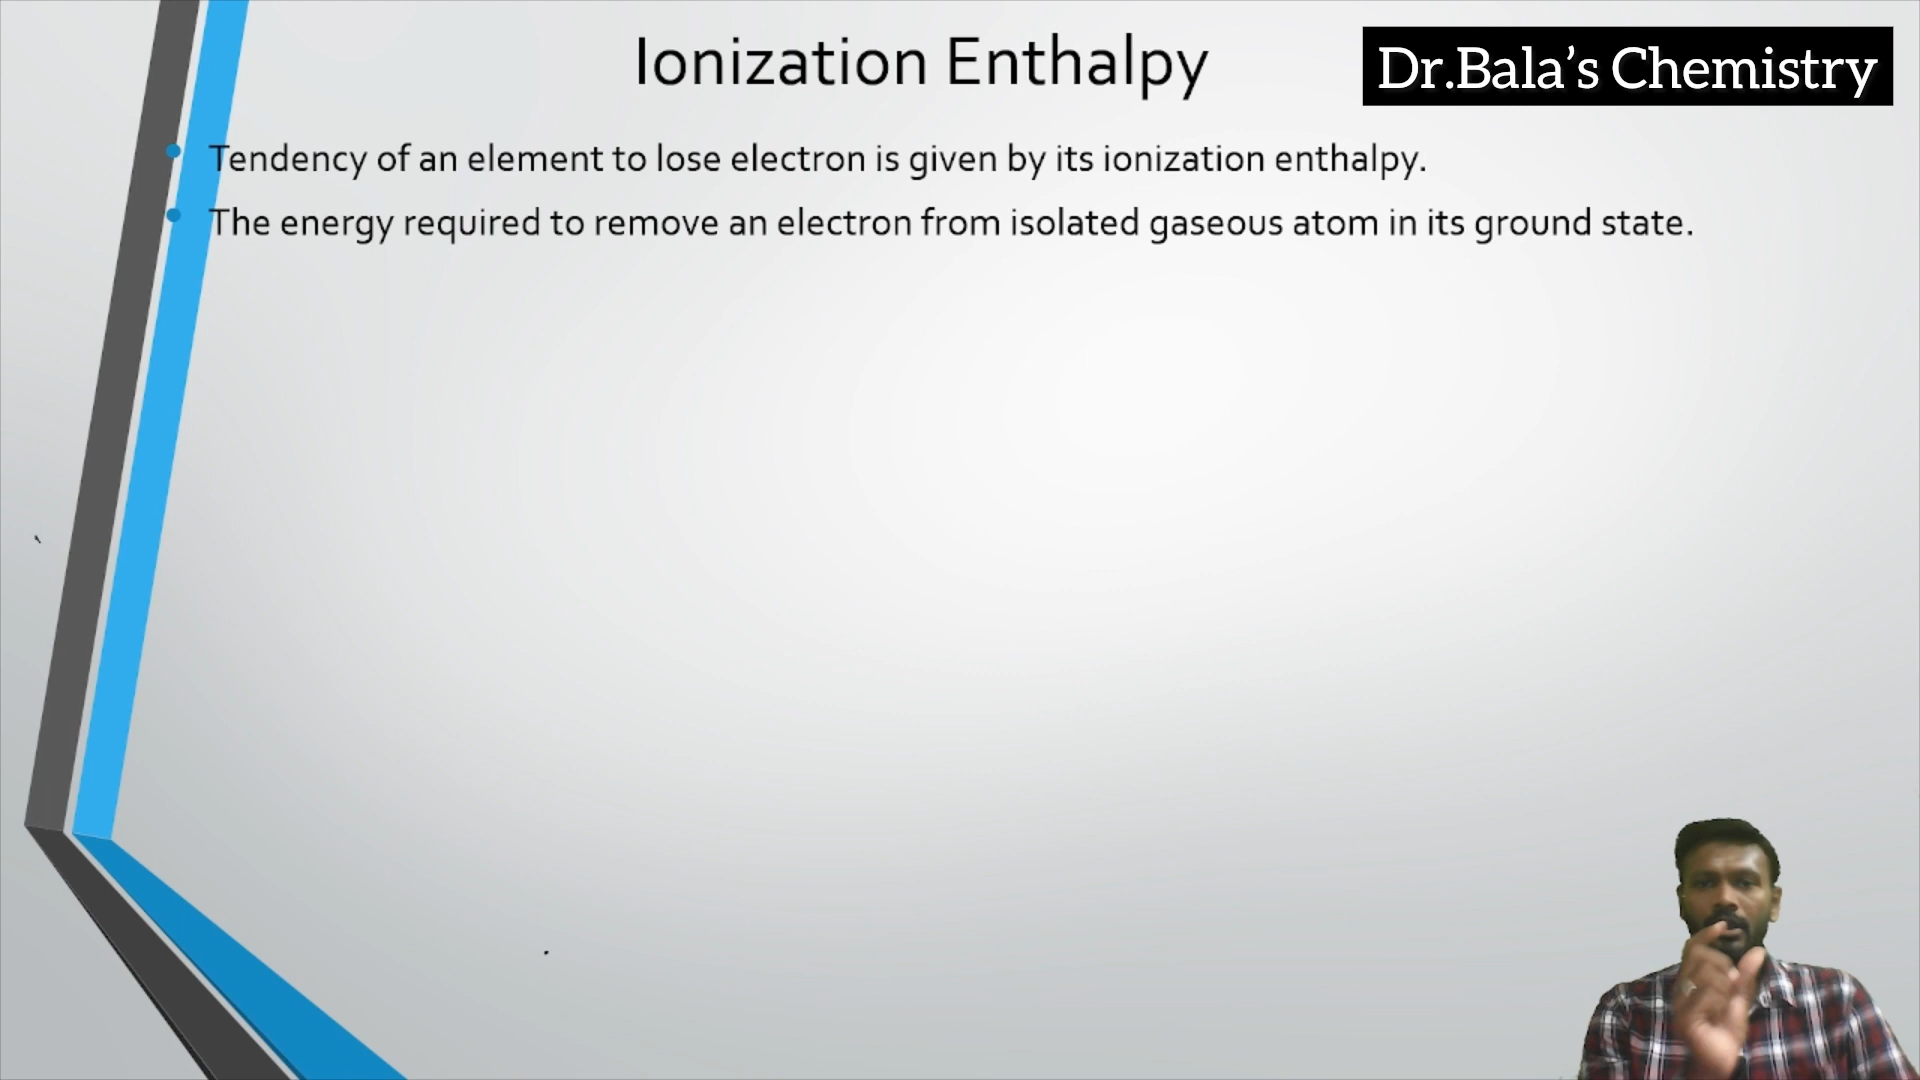 Ionization Enthalpy
Dr.Bala's Chemistry
Tendency of an element to lose electron is given by its ionization enthalpy.
The energy required to remove an electron from isolated gaseous atom in its ground state.